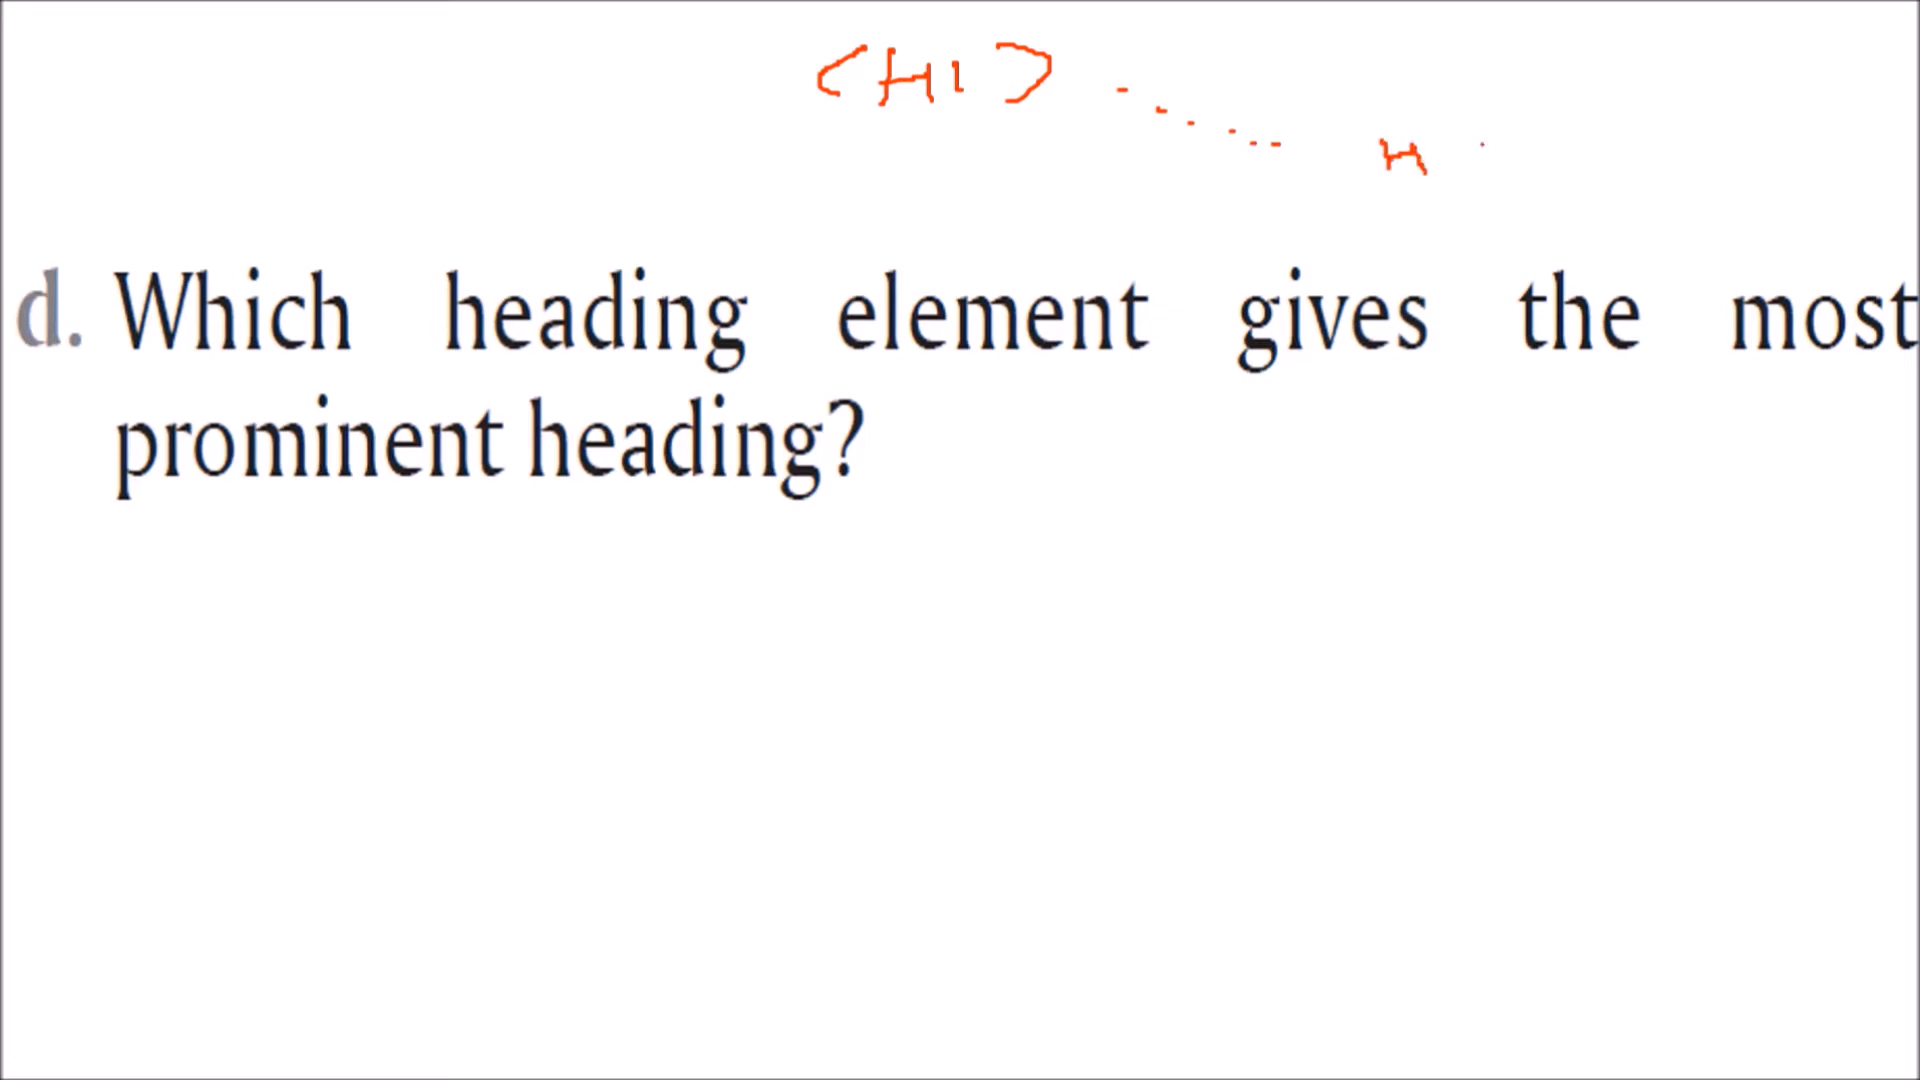 <H1> - - . - - - H
d. Which heading element gives the most
prominent heading?